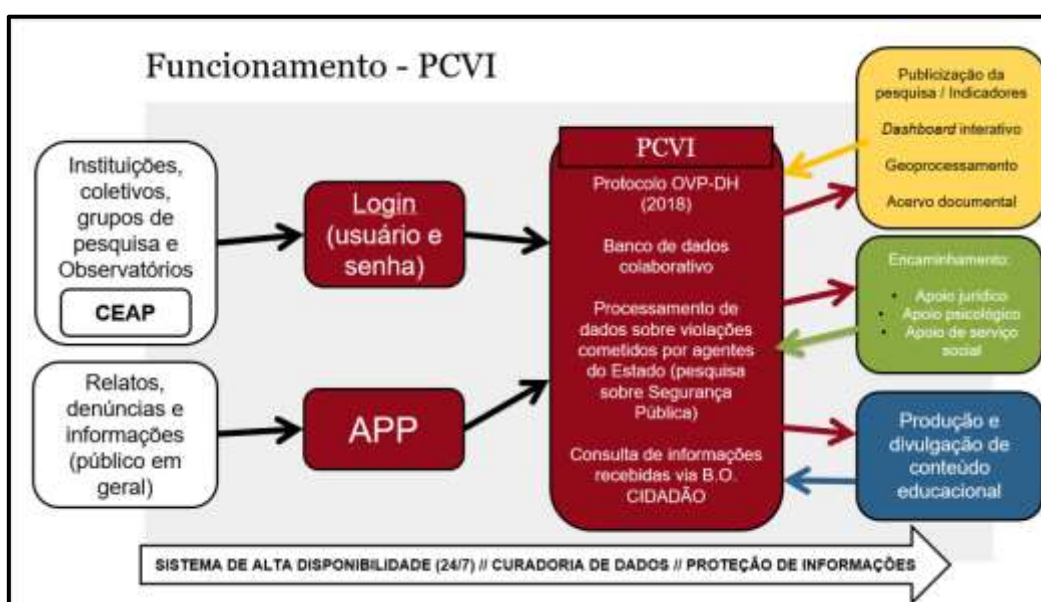 Funcionamento - PCVI
Instituições,
coletivos,
grupos de
pesquisa e
Observatórios
CEAP
Relatos,
denúncias e
informações
(público em
geral)
Login
(usuário e
senha)
APP
PCVI
Protocolo OVP-DH
(2018)
Banco de dados
colaborativo
Processamento de
dados sobre violações
cometidos por agentes
do Estado (pesquisa
sobre Segurança
Pública)
Consulta de informações
recebidas via B.O.
CIDADÃO
Publicização da
pesquisa / Indicadores
Dashboard interativo
Geoprocessamento
Acervo documental
Encaminhamento:
• Apoio jurídico
• Apoio psicológico
• Apoio de serviço
social
Produção e
divulgação de
conteúdo
educacional
SISTEMA DE ALTA DISPONIBILIDADE (24/7) // CURADORIA DE DADOS // PROTEÇÃO DE INFORMAÇÕES